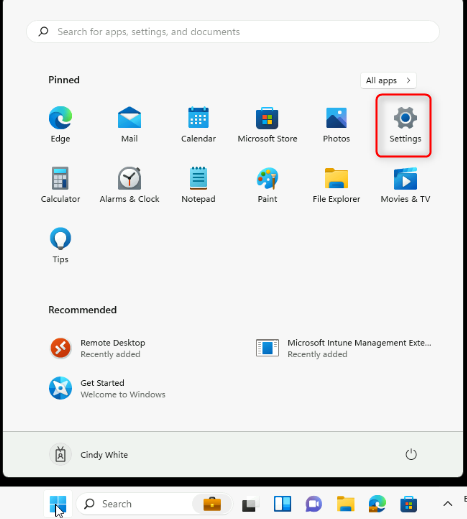 Search for apps, settings, and documents
Pinned
All apps >
Edge
Mail
Calendar
Microsoft Store
Photos
Settings
Calculator
Alarms & Clock
Notepad
Paint
File Explorer
Movies & TV
Tips
Recommended
Remote Desktop
Recently added
Microsoft Intune Management Exte...
Recently added
Get Started
Welcome to Windows
Cindy White
Search